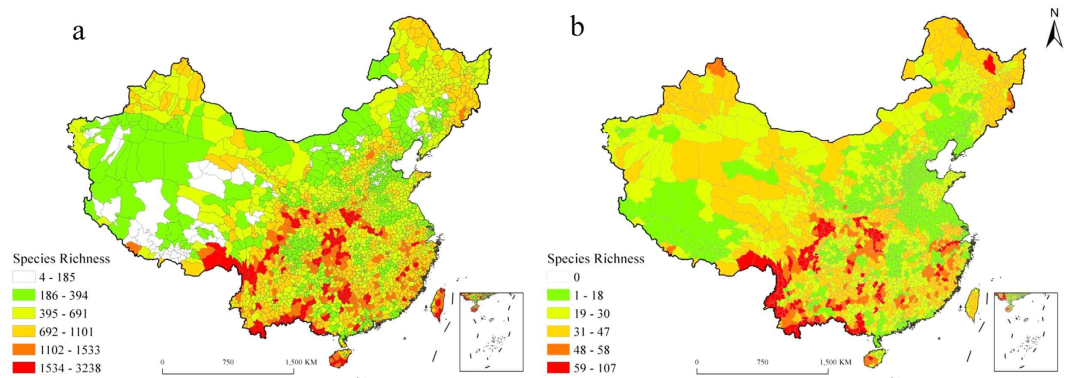 a
Species Richness
4 - 185
186 - 394
395 - 691
692 - 1101
1102 - 1533
1534 - 3238
0 750 1,500 KM
b
N
Species Richness
0
1 - 18
19 - 30
31 - 47
48 - 58
59 - 107
0 750 1,500 KM